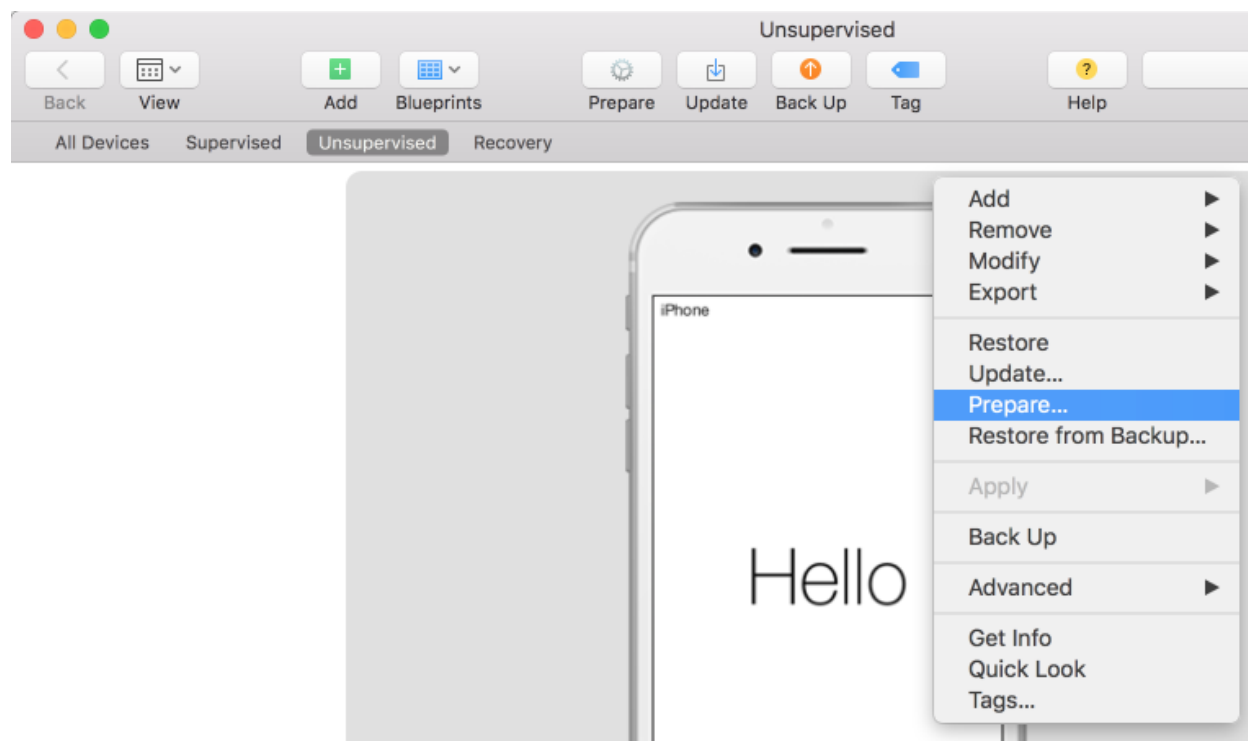 Unsupervised
Back View Add Blueprints Prepare Update Back Up Tag ? Help
All Devices Supervised Unsupervised Recovery
iPhone
Hello
Add
Remove
Modify
Export
Restore
Update...
Prepare...
Restore from Backup...
Apply
Back Up
Advanced
Get Info
Quick Look
Tags...